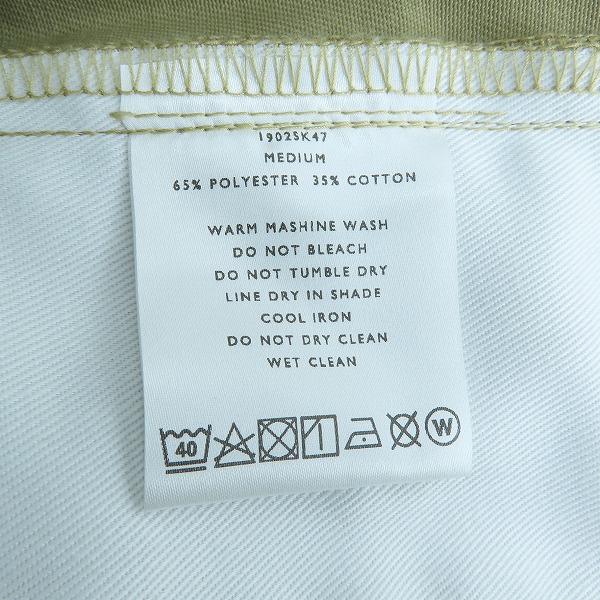 1902SK47
MEDIUM
65% POLYESTER 35% COTTON
WARM MASHINE WASH
DO NOT BLEACH
DO NOT TUMBLE DRY
LINE DRY IN SHADE
COOL IRON
DO NOT DRY CLEAN
WET CLEAN
40 W